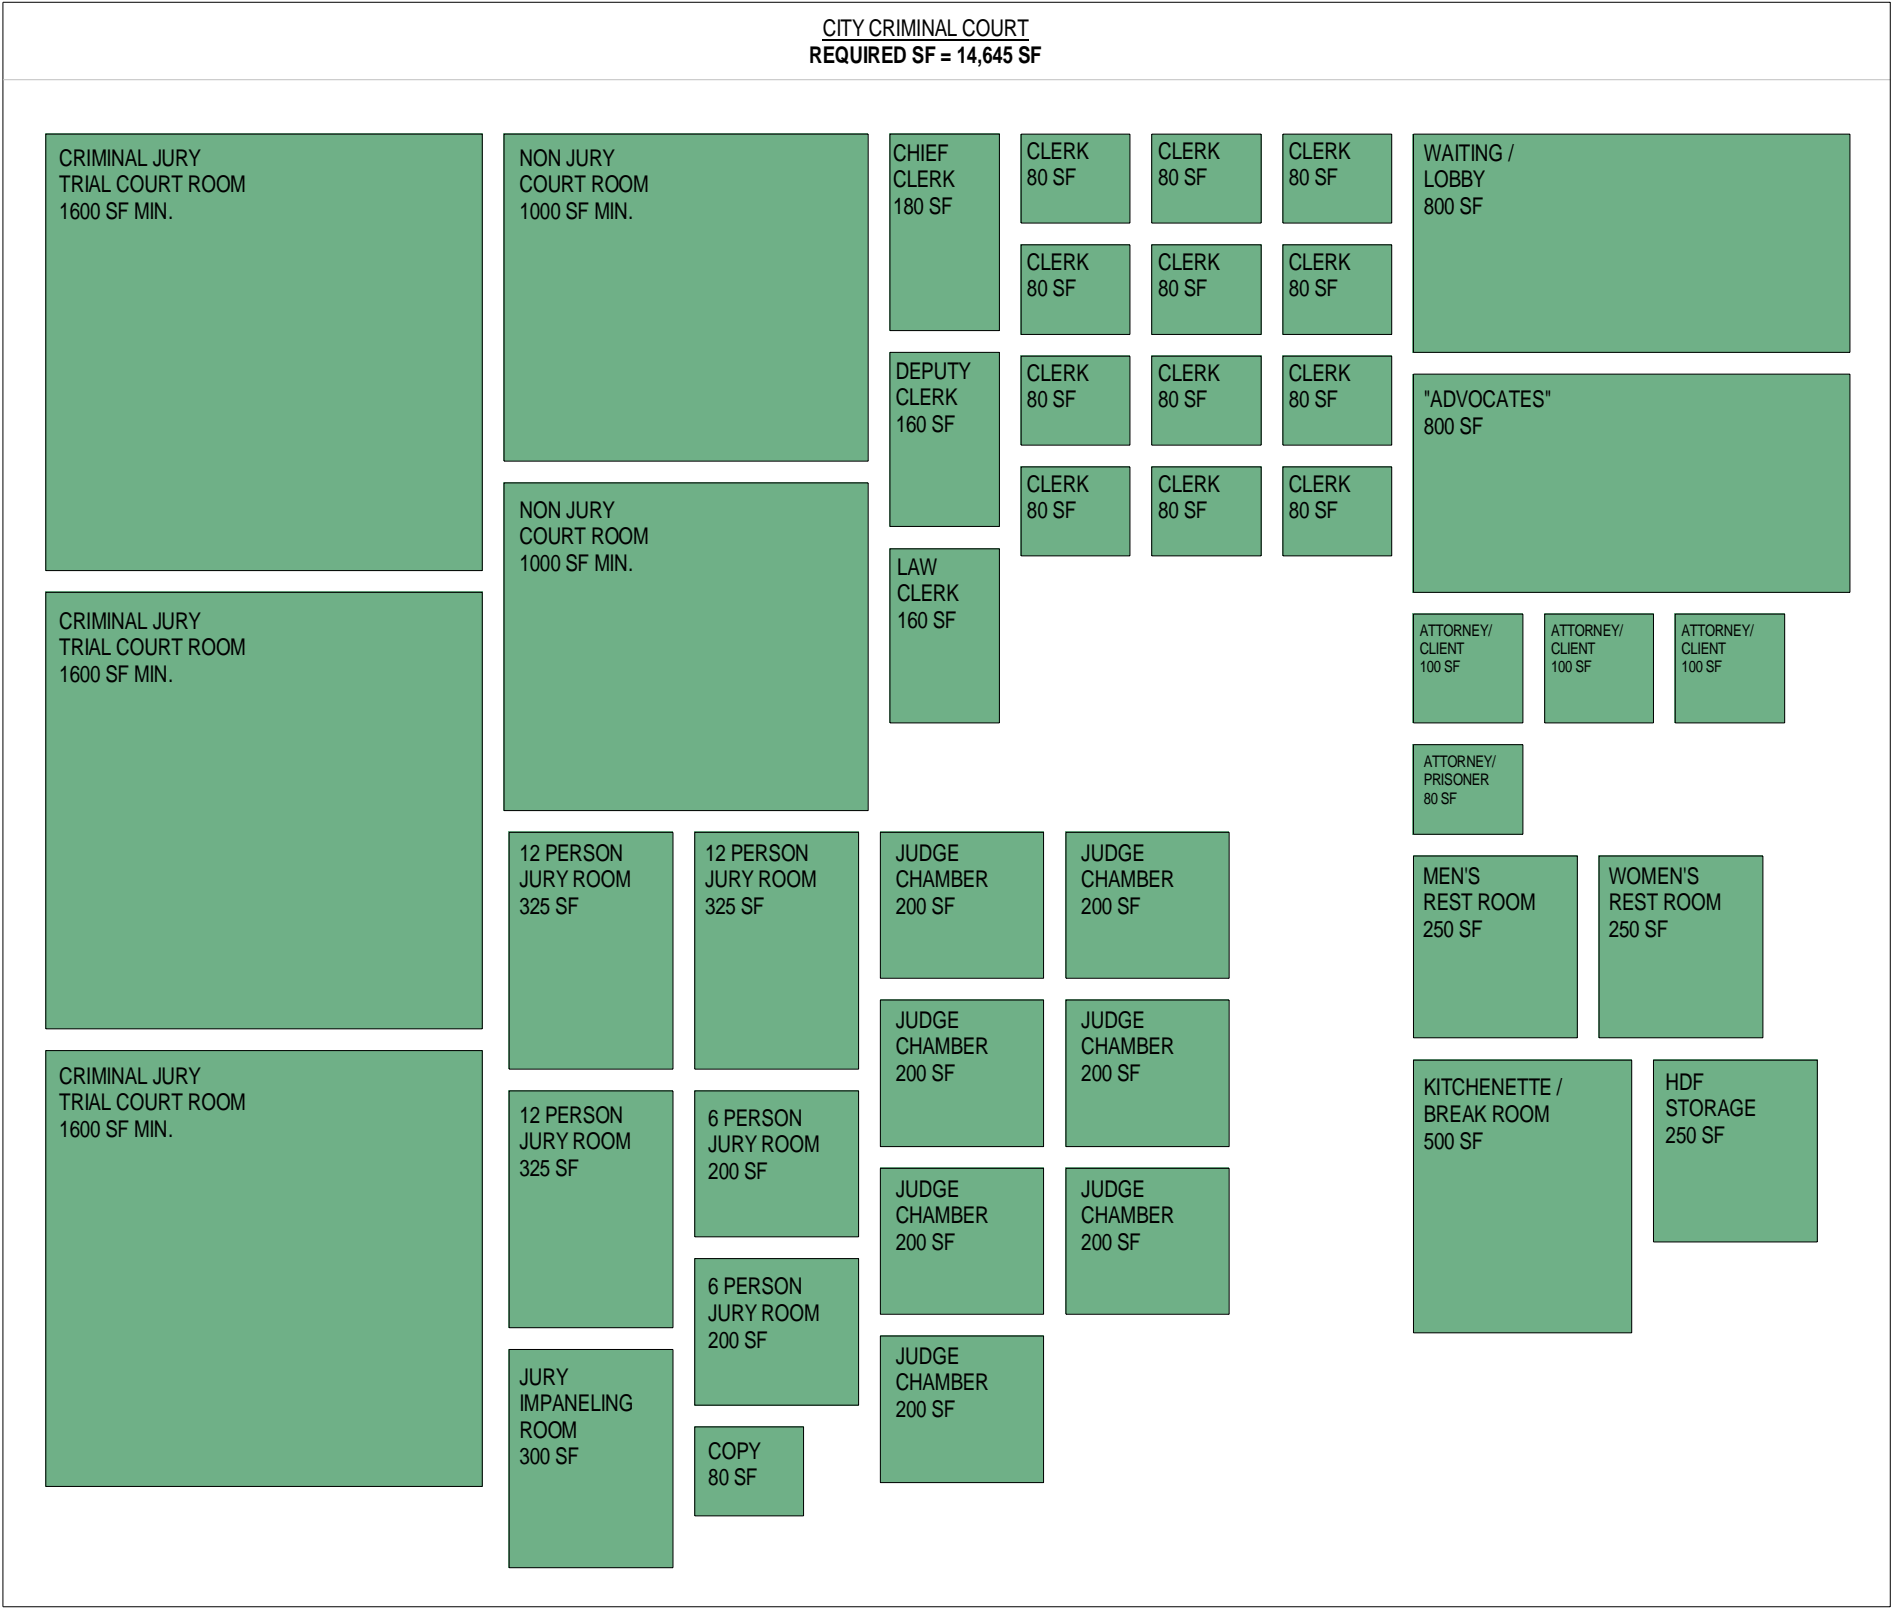 CITY CRIMINAL COURT
REQUIRED SF = 14,645 SF
CRIMINAL JURY
TRIAL COURT ROOM
1600 SF MIN.
CRIMINAL JURY
TRIAL COURT ROOM
1600 SF MIN.
CRIMINAL JURY
TRIAL COURT ROOM
1600 SF MIN.
NON JURY
COURT ROOM
1000 SF MIN.
NON JURY
COURT ROOM
1000 SF MIN.
CHIEF
CLERK
180 SF
DEPUTY
CLERK
160 SF
LAW
CLERK
160 SF
CLERK
80 SF
CLERK
80 SF
CLERK
80 SF
CLERK
80 SF
CLERK
80 SF
CLERK
80 SF
CLERK
80 SF
CLERK
80 SF
CLERK
80 SF
CLERK
80 SF
CLERK
80 SF
CLERK
80 SF
12 PERSON
JURY ROOM
325 SF
12 PERSON
JURY ROOM
325 SF
12 PERSON
JURY ROOM
325 SF
6 PERSON
JURY ROOM
200 SF
6 PERSON
JURY ROOM
200 SF
JURY
IMPANELING
ROOM
300 SF
COPY
80 SF
JUDGE
CHAMBER
200 SF
JUDGE
CHAMBER
200 SF
JUDGE
CHAMBER
200 SF
JUDGE
CHAMBER
200 SF
JUDGE
CHAMBER
200 SF
JUDGE
CHAMBER
200 SF
JUDGE
CHAMBER
200 SF
WAITING /
LOBBY
800 SF
"ADVOCATES"
800 SF
ATTORNEY/
CLIENT
100 SF
ATTORNEY/
CLIENT
100 SF
ATTORNEY/
CLIENT
100 SF
ATTORNEY/
PRISONER
80 SF
MEN'S
REST ROOM
250 SF
WOMEN'S
REST ROOM
250 SF
KITCHENETTE /
BREAK ROOM
500 SF
HDF
STORAGE
250 SF